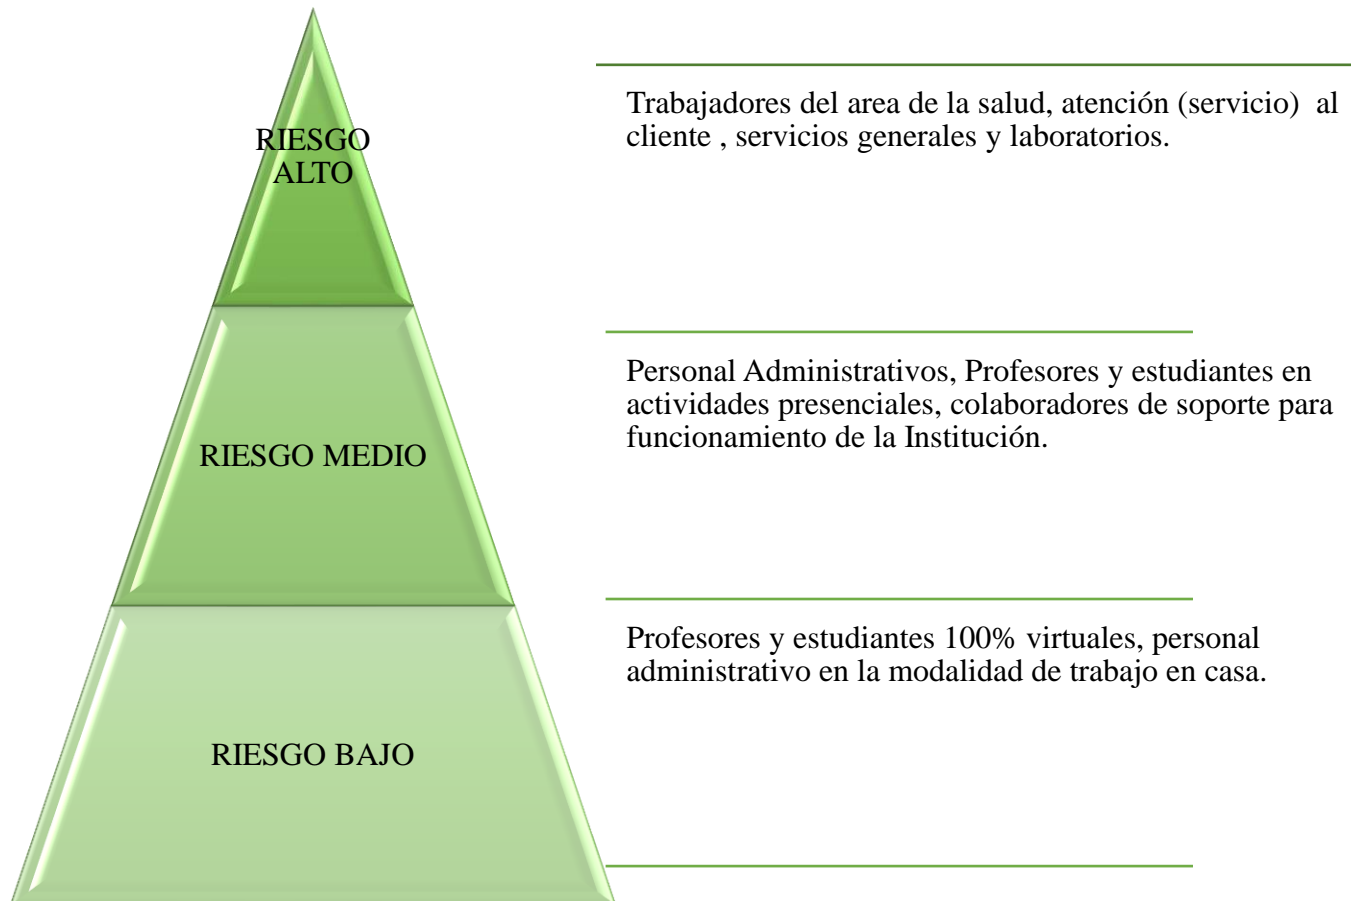 RIESGO
ALTO
Trabajadores del area de la salud, atención (servicio)  al
cliente , servicios generales y laboratorios.
RIESGO MEDIO
Personal Administrativos, Profesores y estudiantes en
actividades presenciales, colaboradores de soporte para
funcionamiento de la Institución.
RIESGO BAJO
Profesores y estudiantes 100% virtuales, personal
administrativo en la modalidad de trabajo en casa.